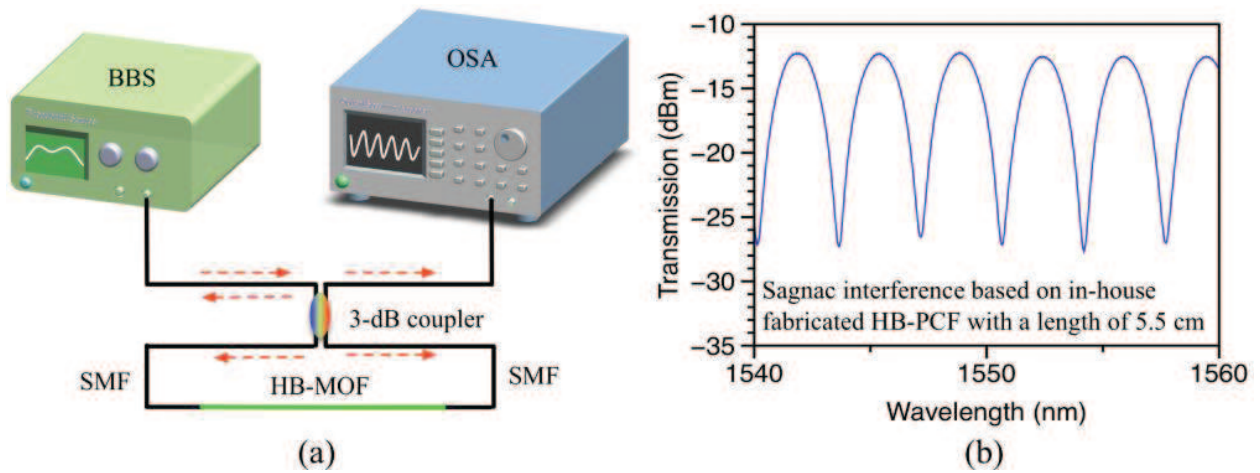 BBS
OSA
3-dB coupler
SMF
HB-MOF
SMF
(a)
Transmission (dBm)
−10
−15
−20
−25
−30
−35
Sagnac interference based on in-house
fabricated HB-PCF with a length of 5.5 cm
1540
1550
1560
Wavelength (nm)
(b)